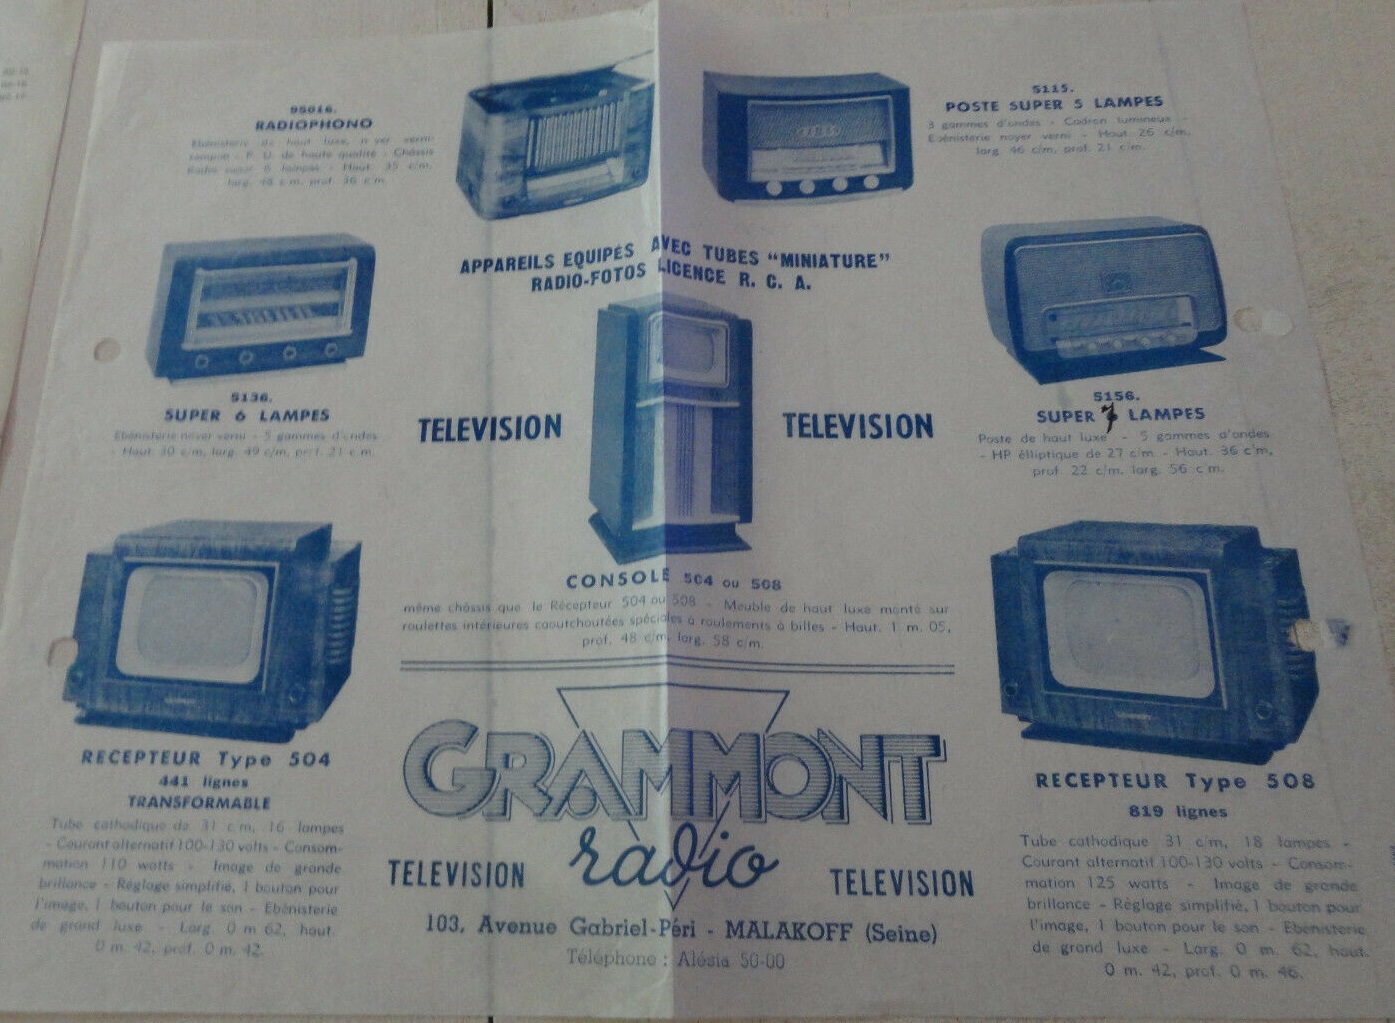 95016.
RADIOPHONO
Ebénisterie de haut luxe, noyer verni
tampon - P. U. de haute qualité - Châssis
Radio super 6 lampes - Haut. 35 c/m,
larg. 48 c/m, prof. 36 c/m.
5115.
POSTE SUPER 5 LAMPES
3 gammes d'ondes - Cadran lumineux -
Ebénisterie noyer verni - Haut. 26 c/m,
larg. 46 c/m, prof. 21 c/m.
APPAREILS EQUIPÉS AVEC TUBES "MINIATURE"
RADIO-FOTOS LICENCE R. C. A.
5136.
SUPER 6 LAMPES
Ebénisterie noyer verni - 5 gammes d'ondes
- Haut. 30 c/m, larg. 49 c/m, prof. 21 c/m.
5156.
SUPER 7 LAMPES
Poste de haut luxe - 5 gammes d'ondes
- HP élliptique de 27 c/m - Haut. 36 c/m,
prof. 22 c/m. larg. 56 c/m.
TELEVISION
TELEVISION
CONSOLE 504 ou 508
même châssis que le Récepteur 504 ou 508 - Meuble de haut luxe monté sur
roulettes intérieures caoutchoutées spéciales à roulements à billes - Haut. 1 m. 05,
prof. 48 c/m, larg. 58 c/m.
RECEPTEUR Type 504
441 lignes
TRANSFORMABLE
Tube cathodique de 31 c/m, 16 lampes
- Courant alternatif 100-130 volts - Consom-
mation 110 watts - Image de grande
brillance - Réglage simplifié, 1 bouton pour
l'image, 1 bouton pour le son - Ebénisterie
de grand luxe - Larg. 0 m 62, haut.
0 m. 42, prof. 0 m. 42.
RECEPTEUR Type 508
819 lignes
Tube cathodique 31 c/m, 18 lampes -
Courant alternatif 100-130 volts - Consom-
mation 125 watts - Image de grande
brillance - Réglage simplifié, 1 bouton pour
l'image, 1 bouton pour le son - Ebénisterie
de grand luxe - Larg. 0 m. 62, haut.
0 m. 42, prof. 0 m. 46.
GRAMMONT
radio
TELEVISION
TELEVISION
103, Avenue Gabriel-Péri - MALAKOFF (Seine)
Téléphone : Alésia 50-00